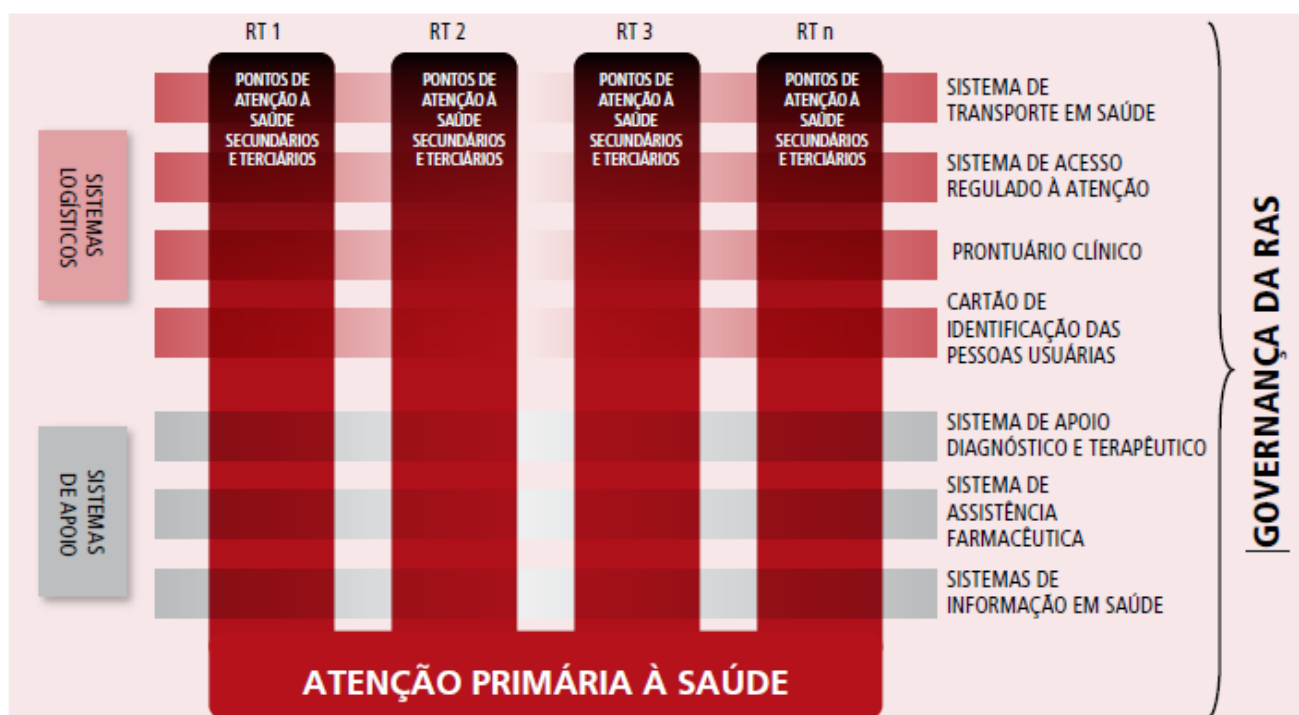 RT 1
RT 2
RT 3
RT n
PONTOS DE
ATENÇÃO À
SAÚDE
SECUNDÁRIOS
E TERCIÁRIOS
PONTOS DE
ATENÇÃO À
SAÚDE
SECUNDÁRIOS
E TERCIÁRIOS
PONTOS DE
ATENÇÃO À
SAÚDE
SECUNDÁRIOS
E TERCIÁRIOS
PONTOS DE
ATENÇÃO À
SAÚDE
SECUNDÁRIOS
E TERCIÁRIOS
SISTEMAS
LOGÍSTICOS
SISTEMA DE
TRANSPORTE EM SAÚDE
SISTEMA DE ACESSO
REGULADO À ATENÇÃO
PRONTUÁRIO CLÍNICO
CARTÃO DE
IDENTIFICAÇÃO DAS
PESSOAS USUÁRIAS
SISTEMAS
DE APOIO
SISTEMA DE APOIO
DIAGNÓSTICO E TERAPÊUTICO
SISTEMA DE
ASSISTÊNCIA
FARMACÊUTICA
SISTEMAS DE
INFORMAÇÃO EM SAÚDE
GOVERNANÇA DA RAS
ATENÇÃO PRIMÁRIA À SAÚDE